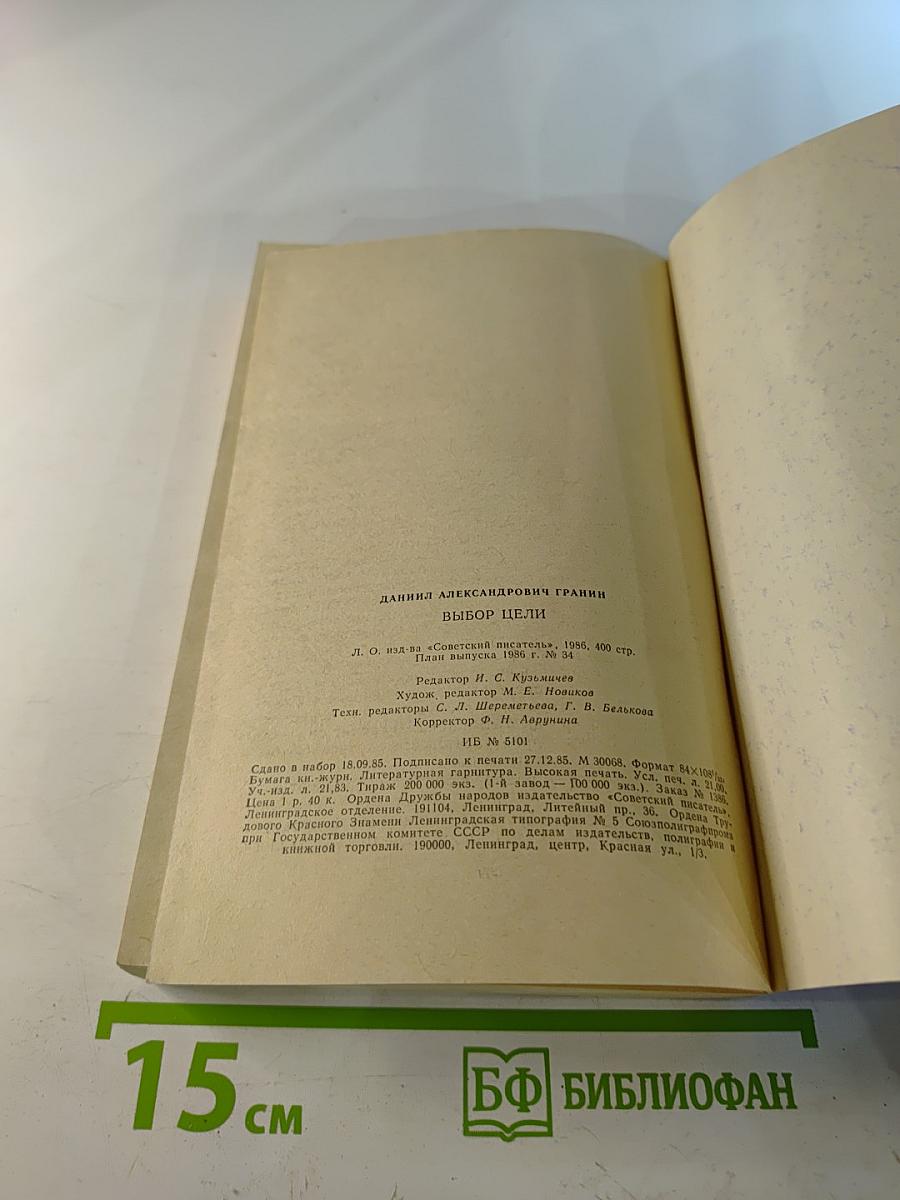 ДАНИИЛ АЛЕКСАНДРОВИЧ ГРАНИН
ВЫБОР ЦЕЛИ
Л. О. изд-ва «Советский писатель», 1986, 400 стр.
План выпуска 1986 г. № 34
Редактор И. С. Кузьмичев
Худож. редактор М. Е. Новиков
Техн. редакторы С. Л. Шереметьева, Г. В. Белькова
Корректор Ф. Н. Аврунина
ИБ № 5101
Сдано в набор 18.09.85. Подписано к печати 27.12.85. М 30068. Формат 84×108¹/₃₂.
Бумага кн.-журн. Литературная гарнитура. Высокая печать. Усл. печ. л. 21,00.
Уч.-изд. л. 21,83. Тираж 200 000 экз. (1-й завод — 100 000 экз.). Заказ № 1386.
Цена 1 р. 40 к. Ордена Дружбы народов издательство «Советский писатель».
Ленинградское отделение. 191104, Ленинград, Литейный пр., 36. Ордена Тру-
дового Красного Знамени Ленинградская типография № 5 Союзполиграфпрома
при Государственном комитете СССР по делам издательств, полиграфии и
книжной торговли. 190000, Ленинград, центр, Красная ул., 1/3.
15 см
БФ БИБЛИОФАН